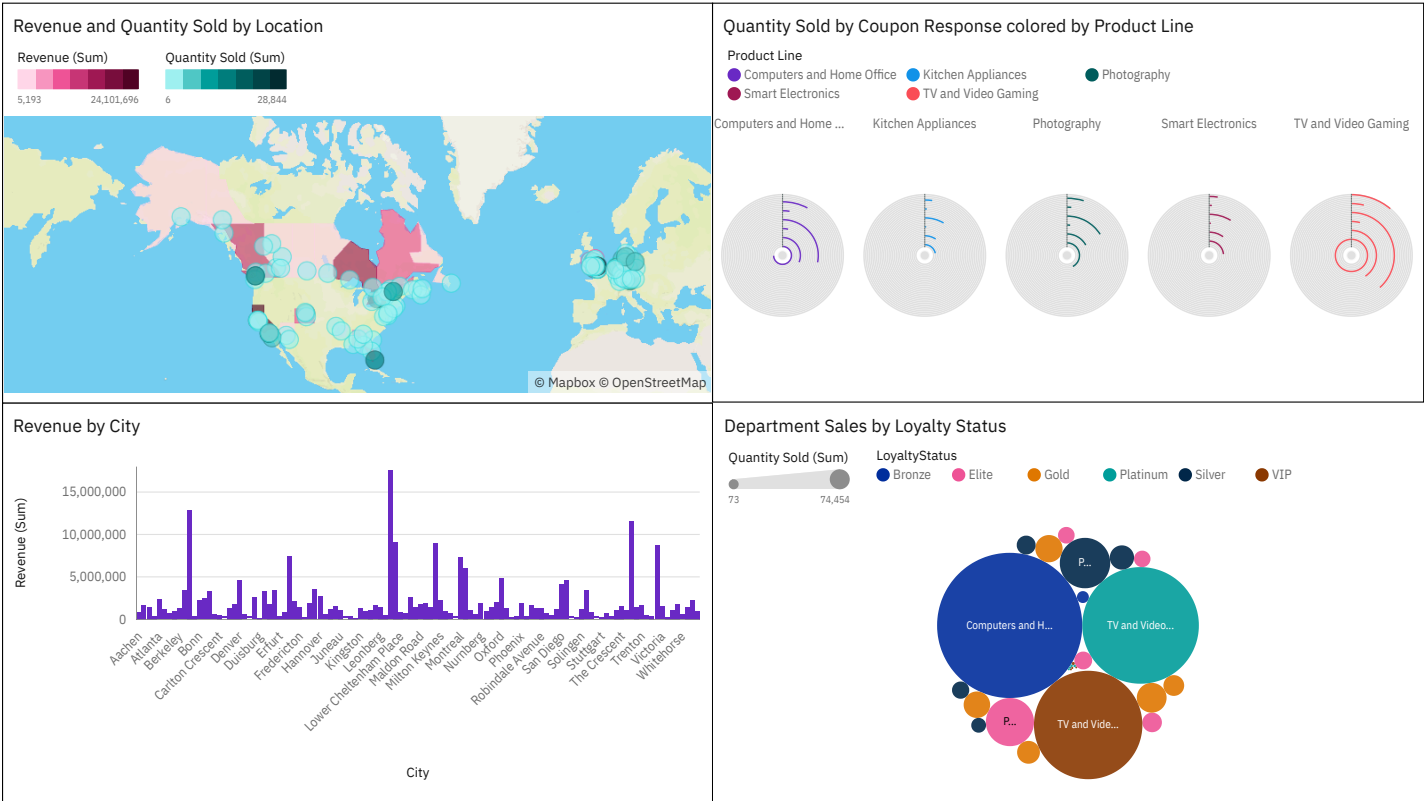 Revenue and Quantity Sold by Location
Revenue (Sum)
5,193
24,101,696
Quantity Sold (Sum)
6
28,844
© Mapbox © OpenStreetMap
Quantity Sold by Coupon Response colored by Product Line
Product Line
Computers and Home Office
Kitchen Appliances
Photography
Smart Electronics
TV and Video Gaming
Computers and Home ...
Kitchen Appliances
Photography
Smart Electronics
TV and Video Gaming
Revenue by City
Revenue (Sum)
15,000,000
10,000,000
5,000,000
0
Aachen
Atlanta
Berkeley
Bonn
Carlton Crescent
Denver
Duisburg
Erfurt
Fredericton
Hannover
Juneau
Kingston
Leonberg
Lower Cheltenham Place
Maldon Road
Milton Keynes
Montreal
Nurnberg
Oxford
Phoenix
Robindale Avenue
San Diego
Solingen
Stuttgart
The Crescent
Trenton
Victoria
Whitehorse
City
Department Sales by Loyalty Status
Quantity Sold (Sum)
73
74,454
LoyaltyStatus
Bronze
Elite
Gold
Platinum
Silver
VIP
P...
Computers and H...
TV and Video...
P...
TV and Vide...